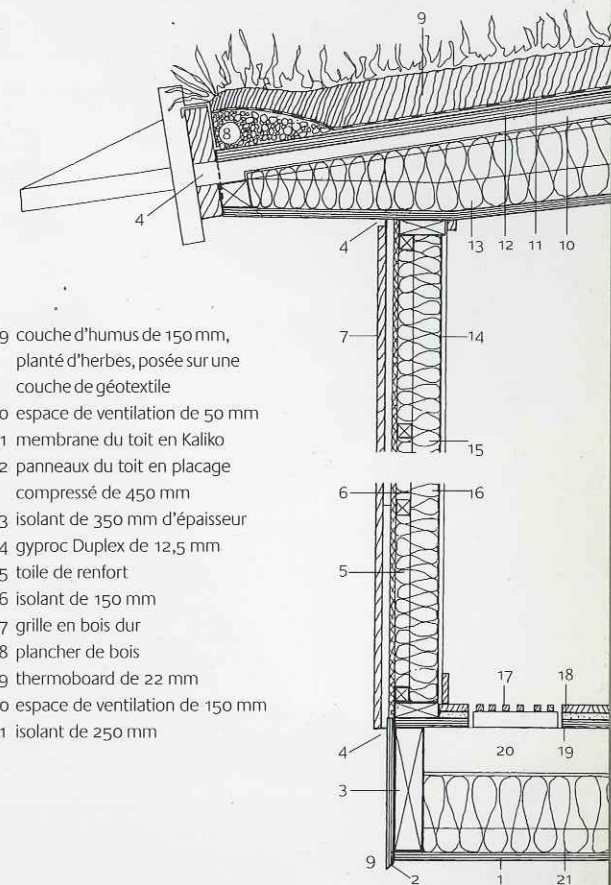 9
8
4
4
13
12
11
10
7
14
15
6
16
5
17
18
4
20
19
3
9
2
1
21
9 couche d'humus de 150 mm,
planté d'herbes, posée sur une
couche de géotextile
0 espace de ventilation de 50 mm
1 membrane du toit en Kaliko
2 panneaux du toit en placage
compressé de 450 mm
3 isolant de 350 mm d'épaisseur
4 gyproc Duplex de 12,5 mm
5 toile de renfort
6 isolant de 150 mm
7 grille en bois dur
8 plancher de bois
9 thermoboard de 22 mm
0 espace de ventilation de 150 mm
1 isolant de 250 mm